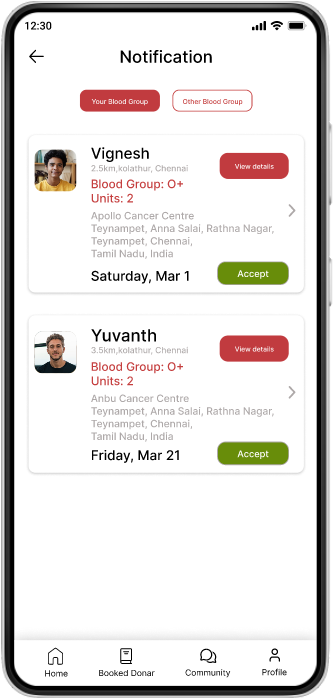 12:30
Notification
Your Blood Group
Other Blood Group
Vignesh
2.5km,kolathur, Chennai
View details
Blood Group: O+
Units: 2
Apollo Cancer Centre
Teynampet, Anna Salai, Rathna Nagar,
Teynampet, Chennai,
Tamil Nadu, India
Saturday, Mar 1
Accept
Yuvanth
3.5km,kolathur, Chennai
View details
Blood Group: O+
Units: 2
Anbu Cancer Centre
Teynampet, Anna Salai, Rathna Nagar,
Teynampet, Chennai,
Tamil Nadu, India
Friday, Mar 21
Accept
Home
Booked Donar
Community
Profile